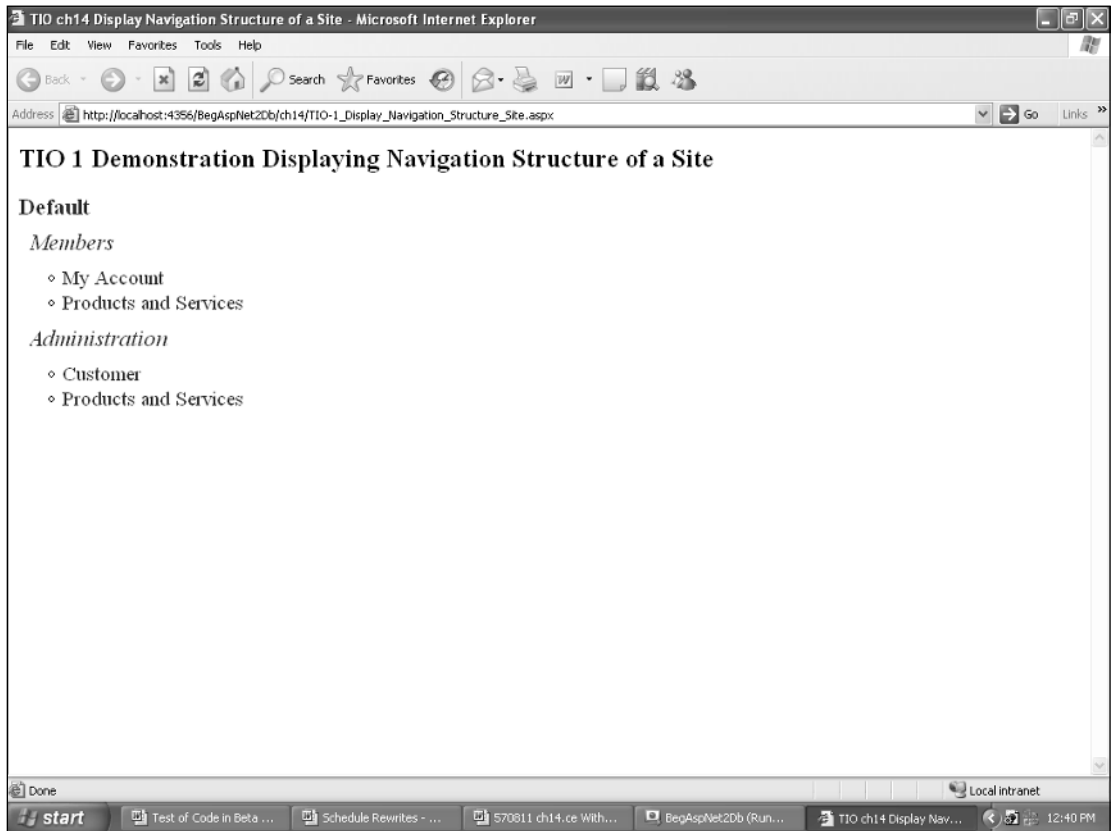 TIO ch14 Display Navigation Structure of a Site - Microsoft Internet Explorer
File Edit View Favorites Tools Help
Back Search Favorites
Address http://localhost:4356/BegAspNet2Db/ch14/TIO-1_Display_Navigation_Structure_Site.aspx Go Links »
TIO 1 Demonstration Displaying Navigation Structure of a Site
Default
Members
My Account
Products and Services
Administration
Customer
Products and Services
Done Local intranet
start Test of Code in Beta ... Schedule Rewrites - ... 570811 ch14.ce With... BegAspNet2Db (Run... TIO ch14 Display Nav... 12:40 PM